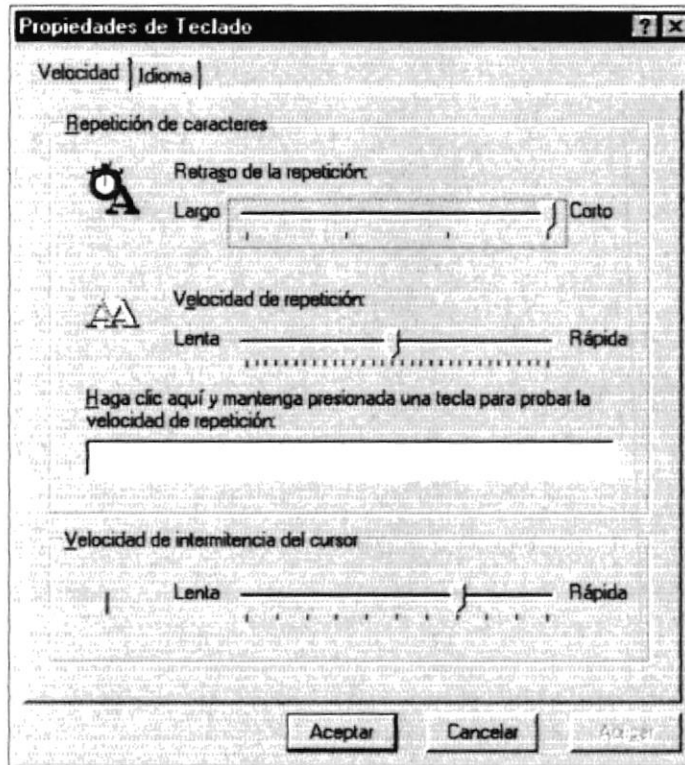 Propiedades de Teclado
Velocidad
Idioma
Repetición de caracteres
Retraso de la repetición:
Largo
Corto
Velocidad de repetición:
Lenta
Rápida
Haga clic aquí y mantenga presionada una tecla para probar la
velocidad de repetición:
Velocidad de intermitencia del cursor
Lenta
Rápida
Aceptar
Cancelar